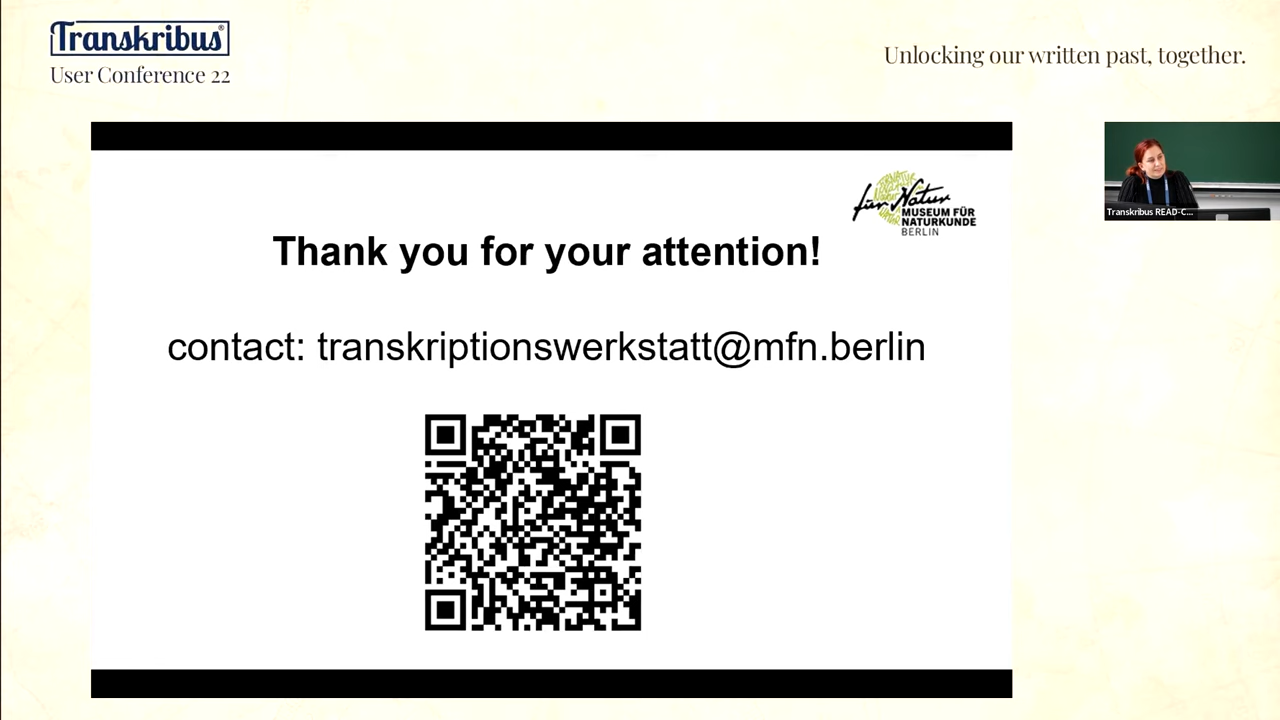 Transkribus®
User Conference 22
Unlocking our written past, together.
für Natur
MUSEUM FÜR
NATURKUNDE
BERLIN
Thank you for your attention!
contact: transkriptionswerkstatt@mfn.berlin
Transkribus READ-C...